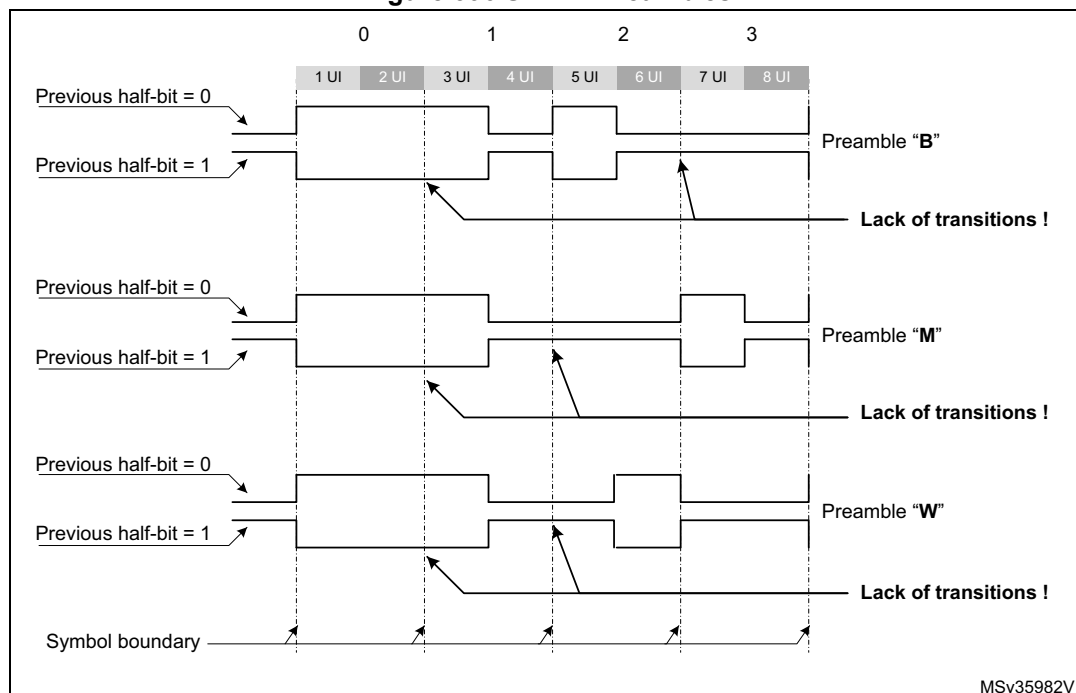 0 1 2 3
1 UI 2 UI 3 UI 4 UI 5 UI 6 UI 7 UI 8 UI
Previous half-bit = 0
Preamble “B”
Previous half-bit = 1
Lack of transitions !
Previous half-bit = 0
Preamble “M”
Previous half-bit = 1
Lack of transitions !
Previous half-bit = 0
Preamble “W”
Previous half-bit = 1
Lack of transitions !
Symbol boundary
MSv35982V